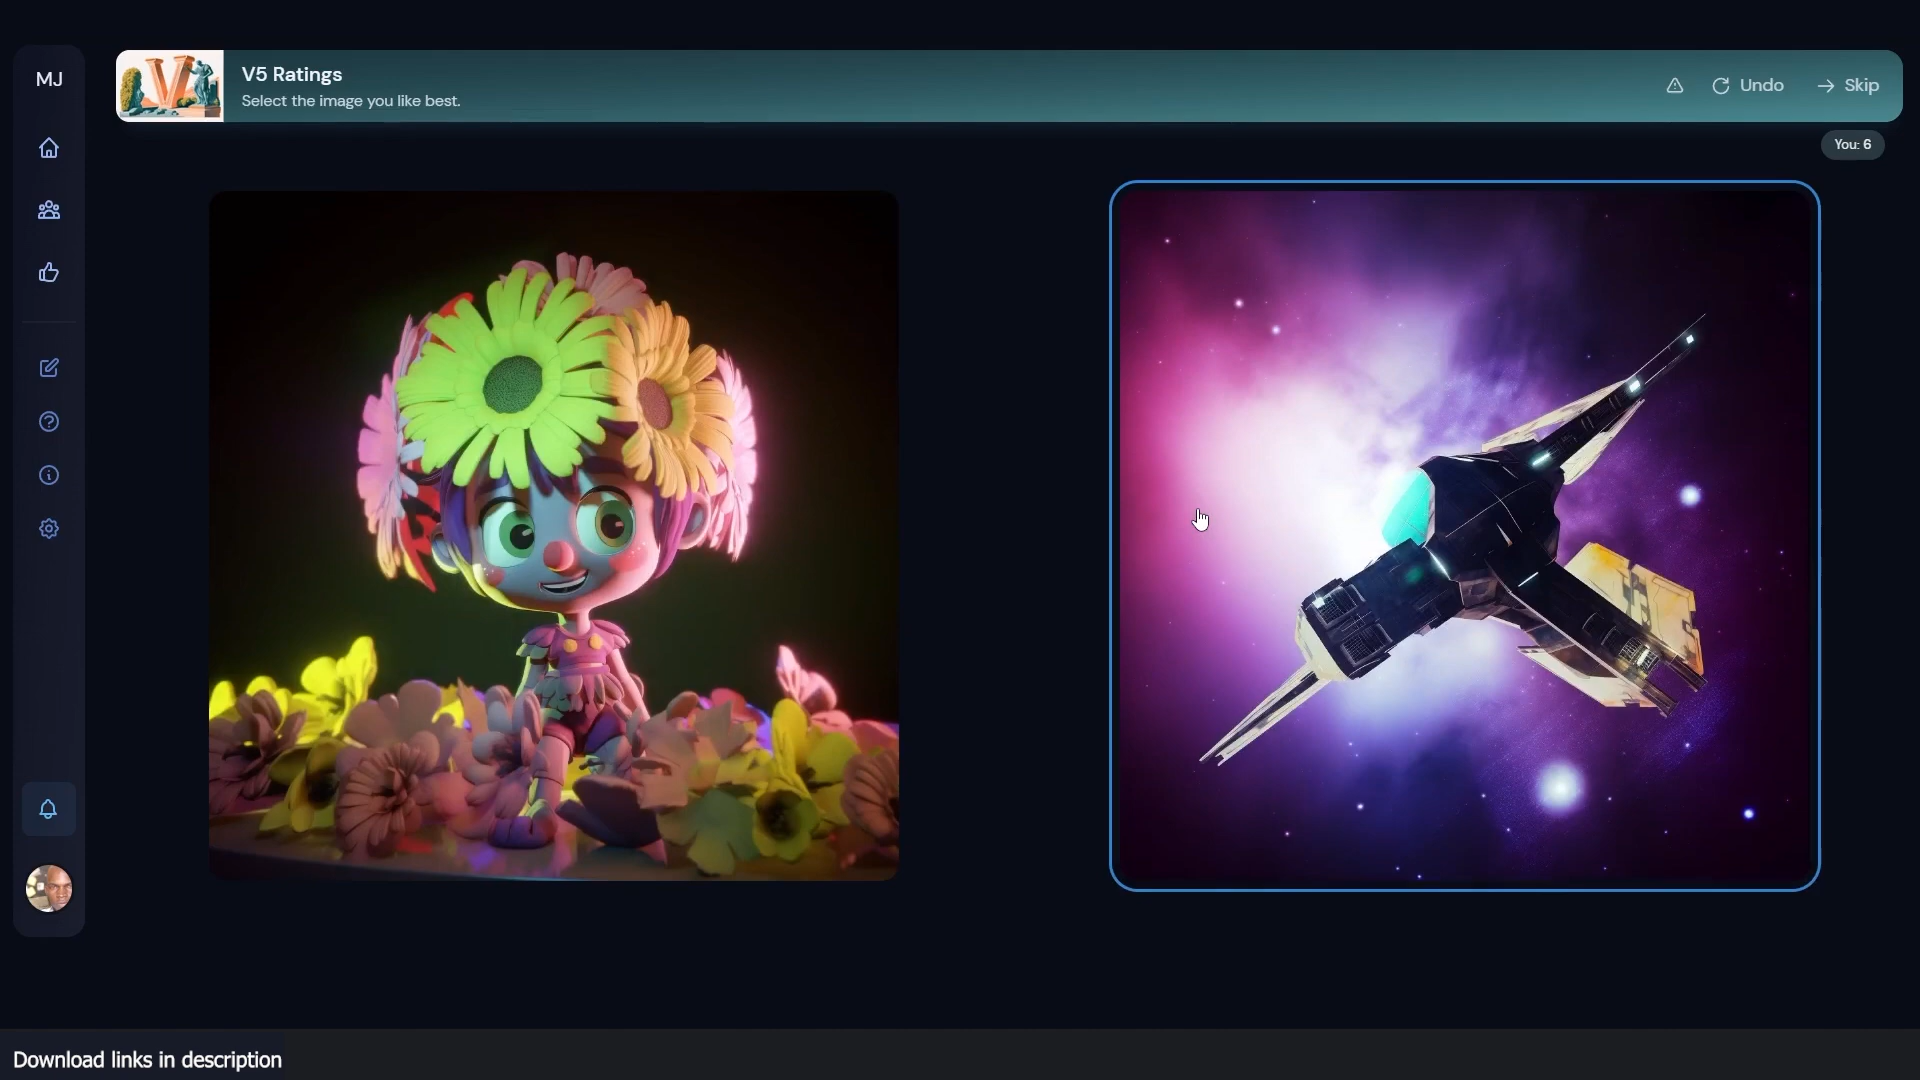 MJ
V5 Ratings
Select the image you like best.
Undo
Skip
You: 6
Download links in description